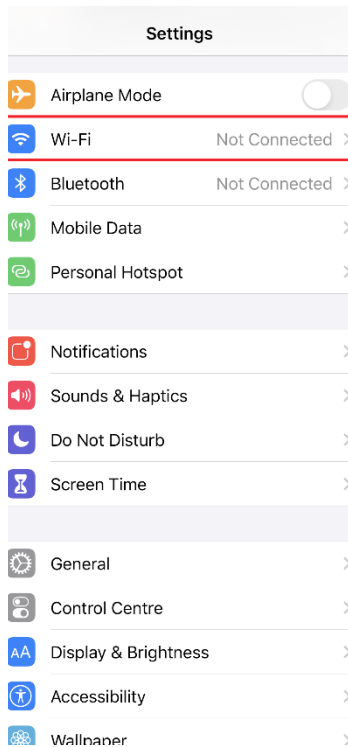 Settings
Airplane Mode
Wi-Fi Not Connected
Bluetooth Not Connected
Mobile Data
Personal Hotspot
Notifications
Sounds & Haptics
Do Not Disturb
Screen Time
General
Control Centre
AA Display & Brightness
Accessibility
Wallpaper